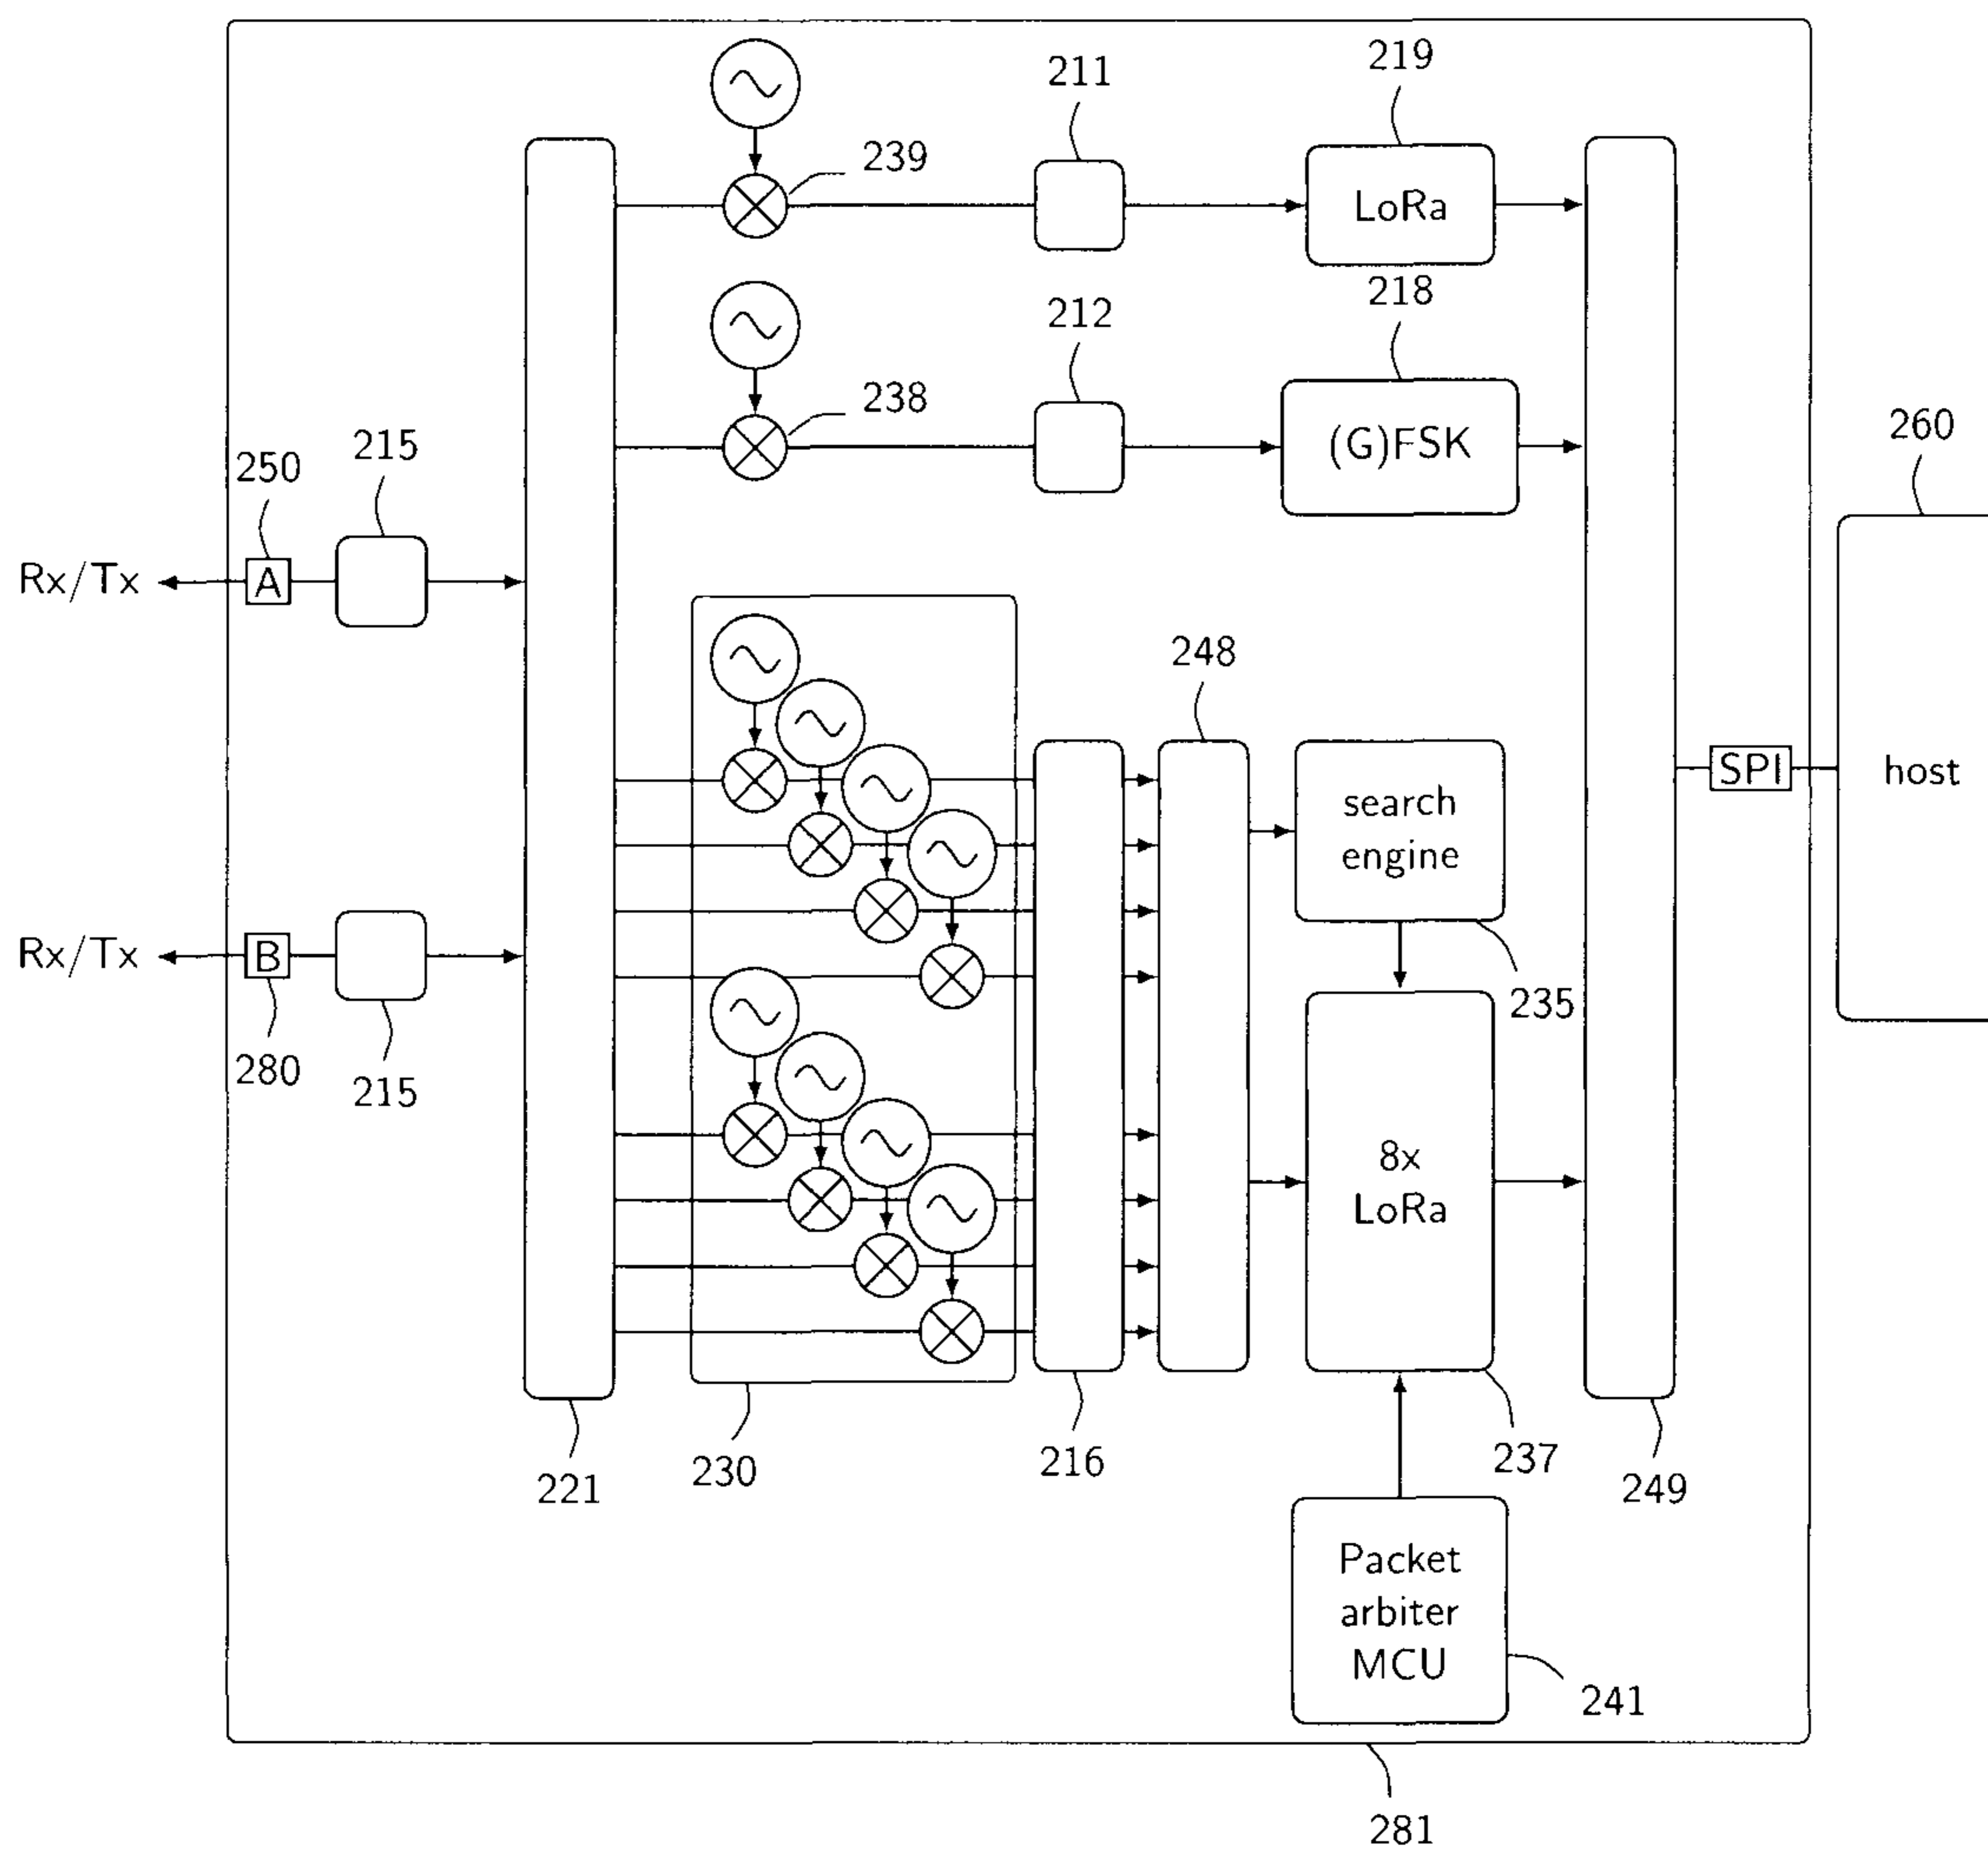 211
219
239
LoRa
212
218
238
(G)FSK
250
215
260
Rx/Tx
A
248
SPI
host
search
engine
Rx/Tx
B
235
280
215
8x
LoRa
230
216
237
221
249
Packet
arbiter
MCU
241
281